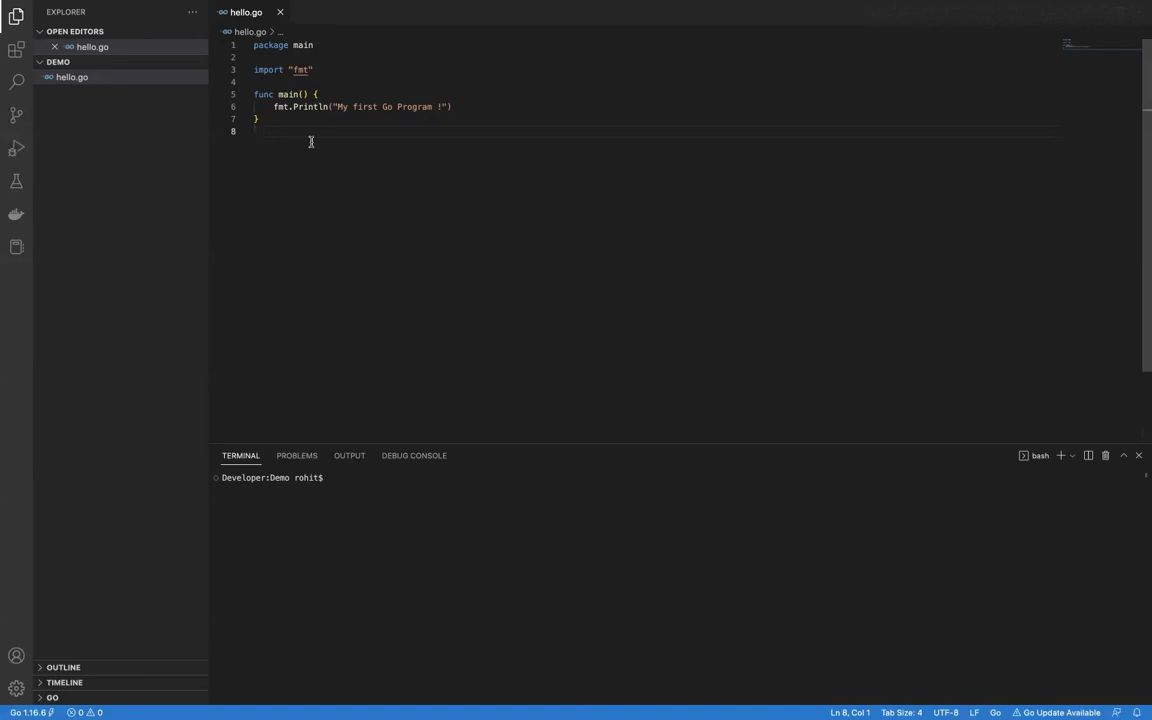 EXPLORER
OPEN EDITORS
hello.go
DEMO
hello.go
OUTLINE
TIMELINE
GO
hello.go
hello.go > ...
1 package main
2
3 import "fmt"
4
5 func main() {
6 fmt.Println("My first Go Program !")
7 }
8
TERMINAL PROBLEMS OUTPUT DEBUG CONSOLE bash
Developer:Demo rohit$
Go 1.16.6 0 0 Ln 8, Col 1 Tab Size: 4 UTF-8 LF Go Go Update Available